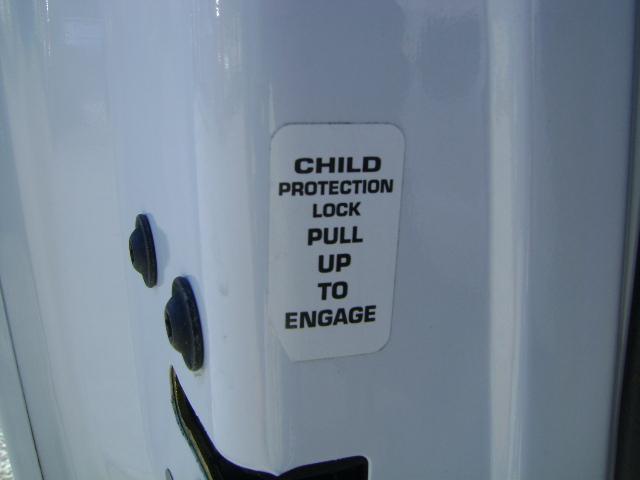 CHILD
PROTECTION
LOCK
PULL
UP
TO
ENGAGE